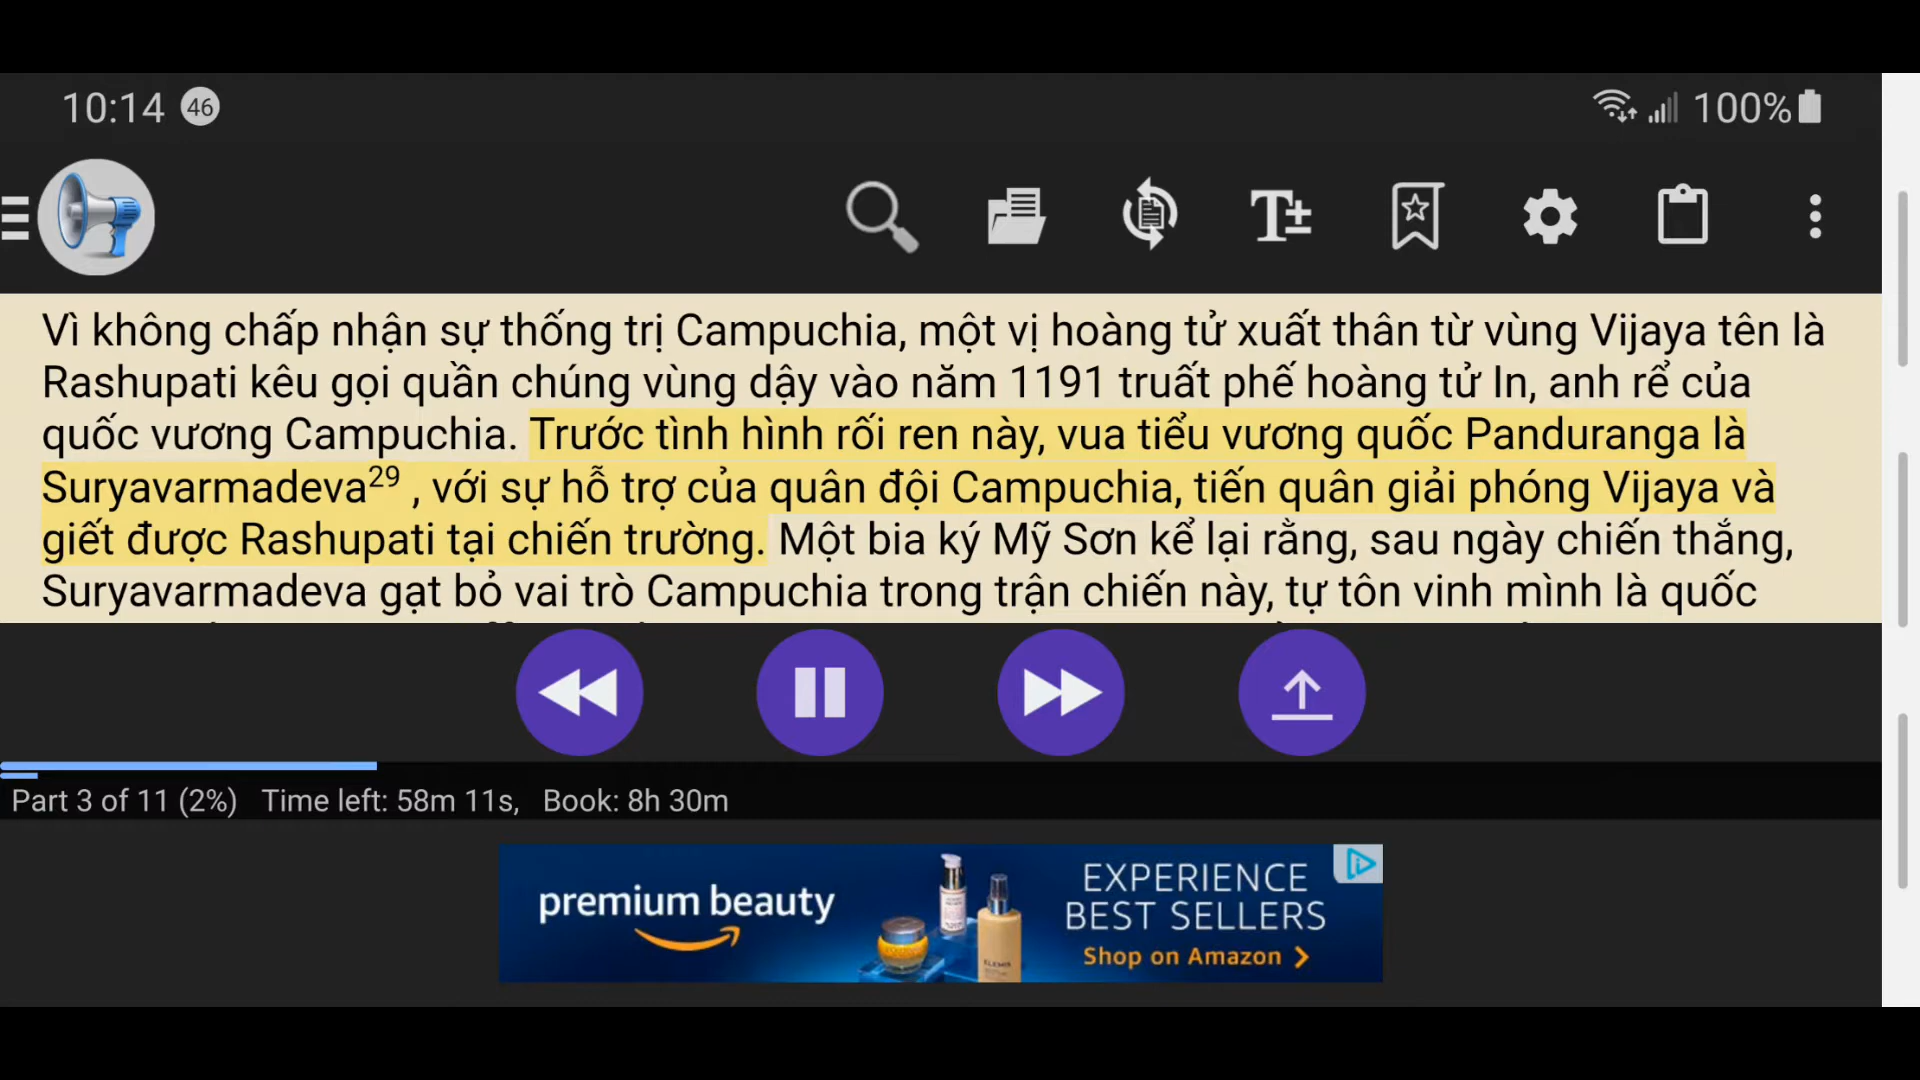 10:14 46 100%
T±
Vì không chấp nhận sự thống trị Campuchia, một vị hoàng tử xuất thân từ vùng Vijaya tên là
Rashupati kêu gọi quần chúng vùng dậy vào năm 1191 truất phế hoàng tử In, anh rể của
quốc vương Campuchia. Trước tình hình rối ren này, vua tiểu vương quốc Panduranga là
Suryavarmadeva29 , với sự hỗ trợ của quân đội Campuchia, tiến quân giải phóng Vijaya và
giết được Rashupati tại chiến trường. Một bia ký Mỹ Sơn kể lại rằng, sau ngày chiến thắng,
Suryavarmadeva gạt bỏ vai trò Campuchia trong trận chiến này, tự tôn vinh mình là quốc
Part 3 of 11 (2%) Time left: 58m 11s, Book: 8h 30m
premium beauty
EXPERIENCE
BEST SELLERS
Shop on Amazon
ELEMIS